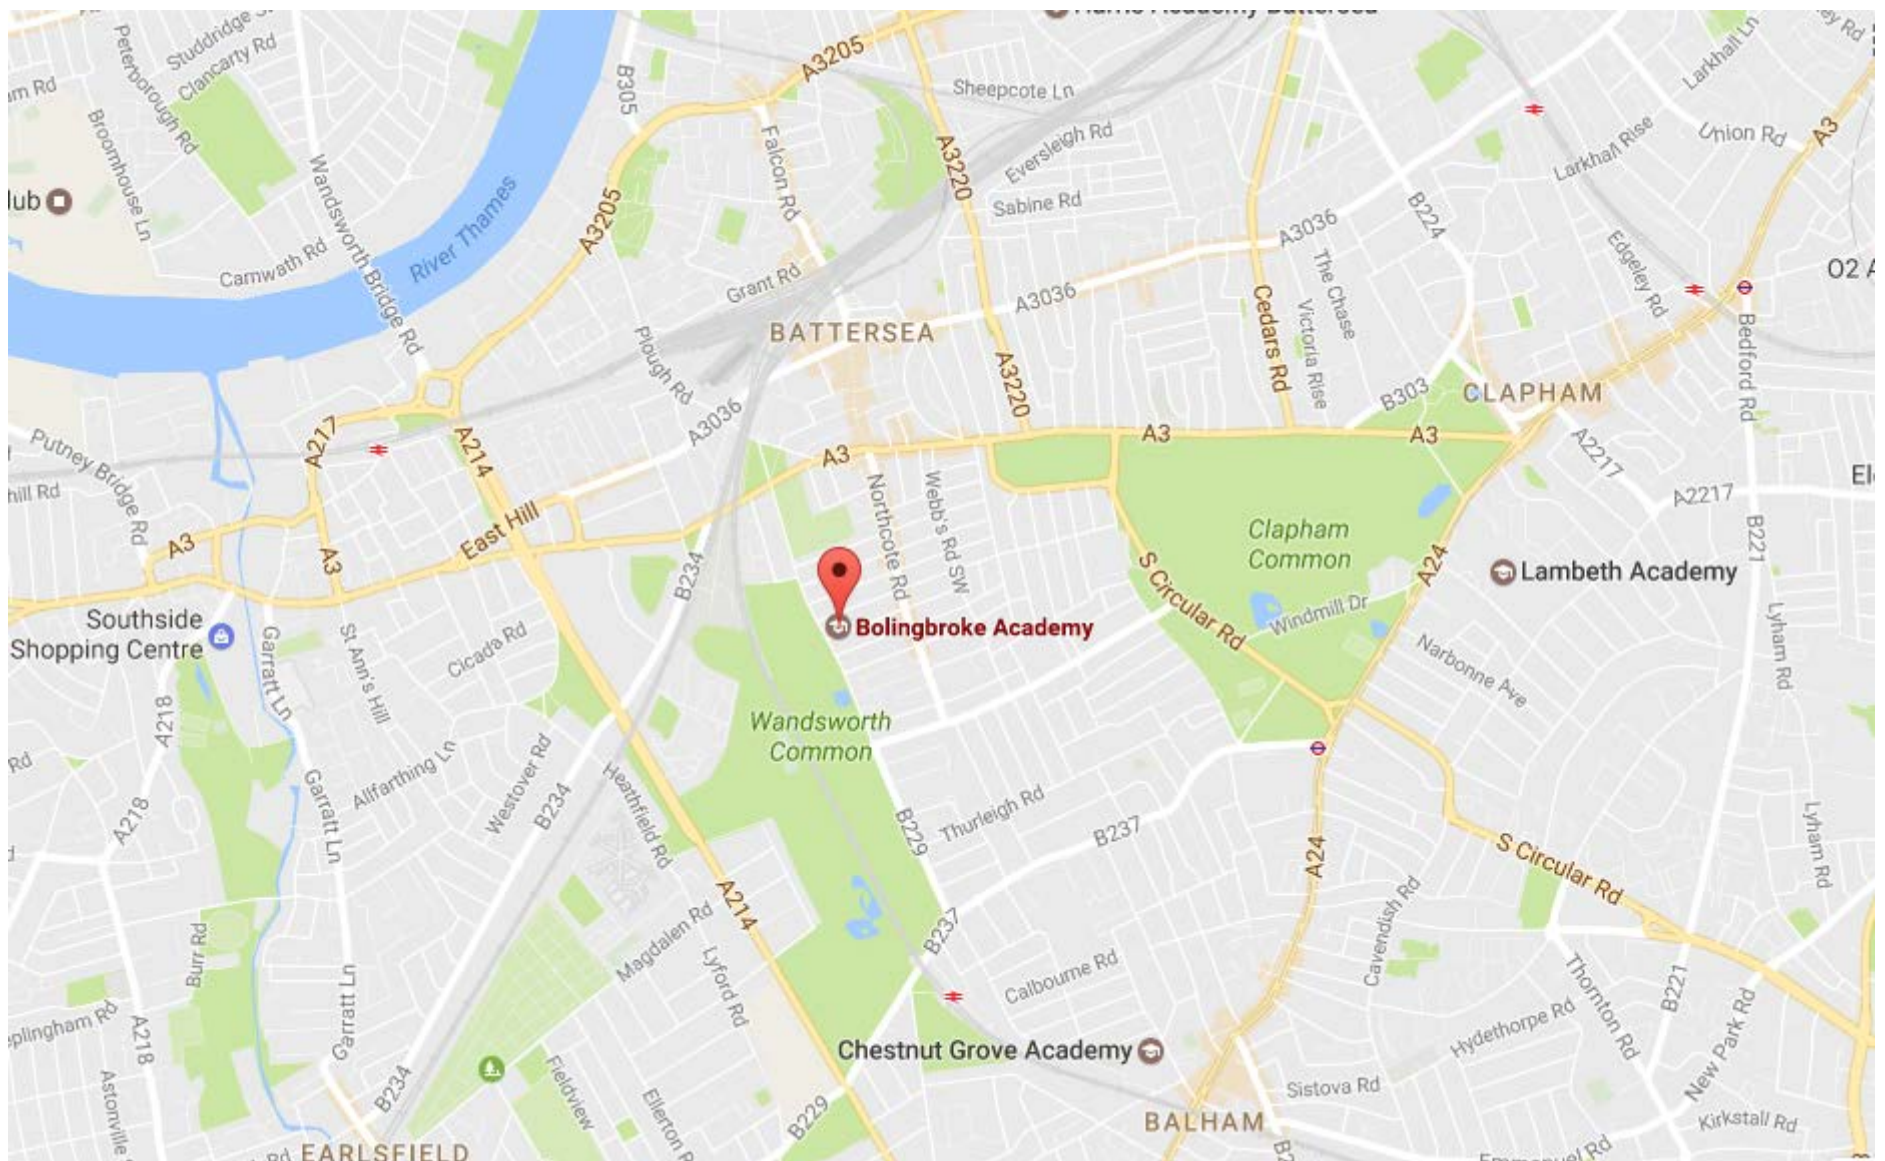 Harris Academy Battersea
Studdridge St
Clancarty Rd
Peterborough Rd
Broomhouse Ln
Wandsworth Bridge Rd
Carnwath Rd
River Thames
lub
B305
A3205
A3205
Falcon Rd
Grant Rd
Plough Rd
BATTERSEA
Sheepcote Ln
Eversleigh Rd
Sabine Rd
A3220
A3220
A3036
A3036
A3036
Cedars Rd
The Chase
Victoria Rise
B224
B303
Larkhall Ln
Larkhall Rise
Union Rd
A3
Edgeley Rd
O2 A
Bedford Rd
CLAPHAM
A2217
A2217
B221
A3
A3
A3
Putney Bridge Rd
A217
A214
East Hill
A3
A3
B234
Northcote Rd
Webb's Rd SW
Clapham
Common
S Circular Rd
Windmill Dr
A24
Lambeth Academy
Narbonne Ave
Lyham Rd
Bolingbroke Academy
Southside
Shopping Centre
A218
Garratt Ln
St Ann's Hill
Cicada Rd
Allfarthing Ln
Westover Rd
B234
Heathfield Rd
Wandsworth
Common
B229
Thurleigh Rd
B237
A24
S Circular Rd
Lyham Rd
A218
Garratt Ln
A214
Magdalen Rd
Lyford Rd
B237
Calbourne Rd
Cavendish Rd
Thornton Rd
B221
New Park Rd
Hydethorpe Rd
Burr Rd
Garratt Ln
A218
Astonville
B234
Fieldview
Ellerton R
B229
Chestnut Grove Academy
BALHAM
Sistova Rd
Kirkstall Rd
Emmanuel Rd
EARLSFIELD